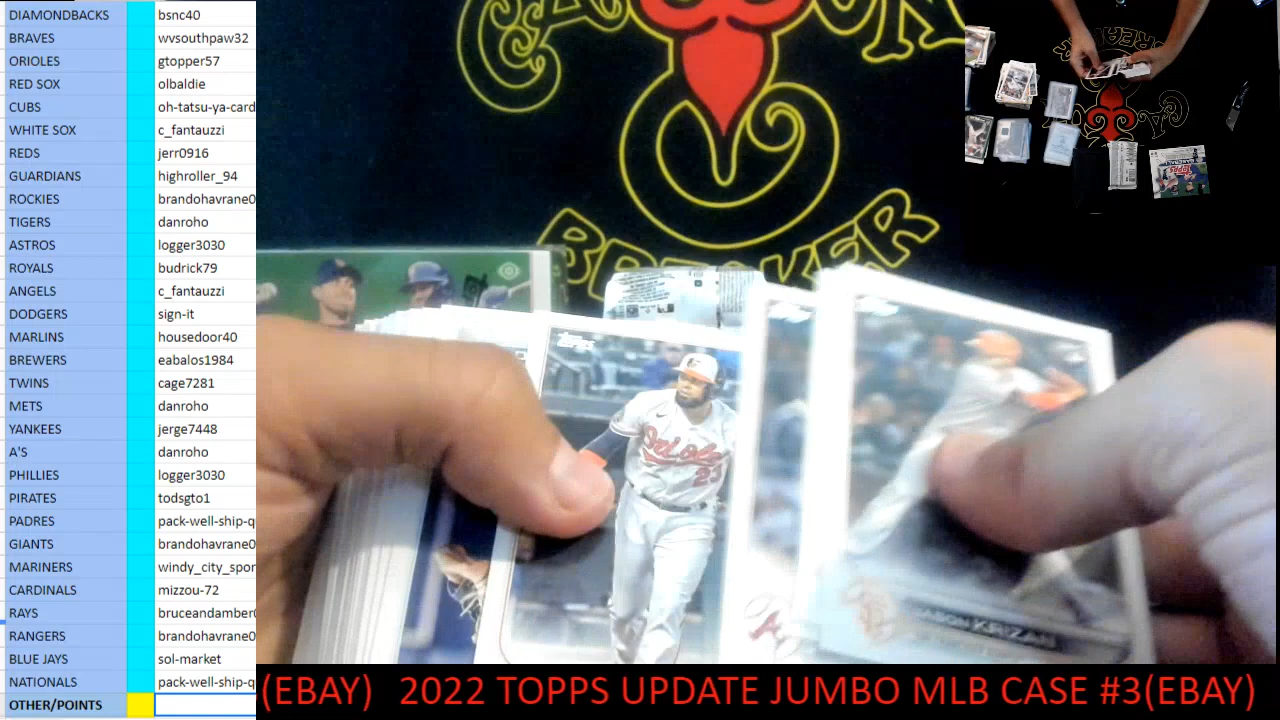 DIAMONDBACKS bsnc40
BRAVES wvsouthpaw32
ORIOLES gtopper57
RED SOX olbaldie
CUBS oh-tatsu-ya-card
WHITE SOX c_fantauzzi
REDS jerr0916
GUARDIANS highroller_94
ROCKIES brandohavrane0
TIGERS danroho
ASTROS logger3030
ROYALS budrick79
ANGELS c_fantauzzi
DODGERS sign-it
MARLINS housedoor40
BREWERS eabalos1984
TWINS cage7281
METS danroho
YANKEES jerge7448
A'S danroho
PHILLIES logger3030
PIRATES todsgto1
PADRES pack-well-ship-q
GIANTS brandohavrane0
MARINERS windy_city_spor
CARDINALS mizzou-72
RAYS bruceandamber
RANGERS brandohavrane0
BLUE JAYS sol-market
NATIONALS pack-well-ship-q
OTHER/POINTS
BREAKER
Topps
Orioles
KRIZAN
(EBAY) 2022 TOPPS UPDATE JUMBO MLB CASE #3(EBAY)